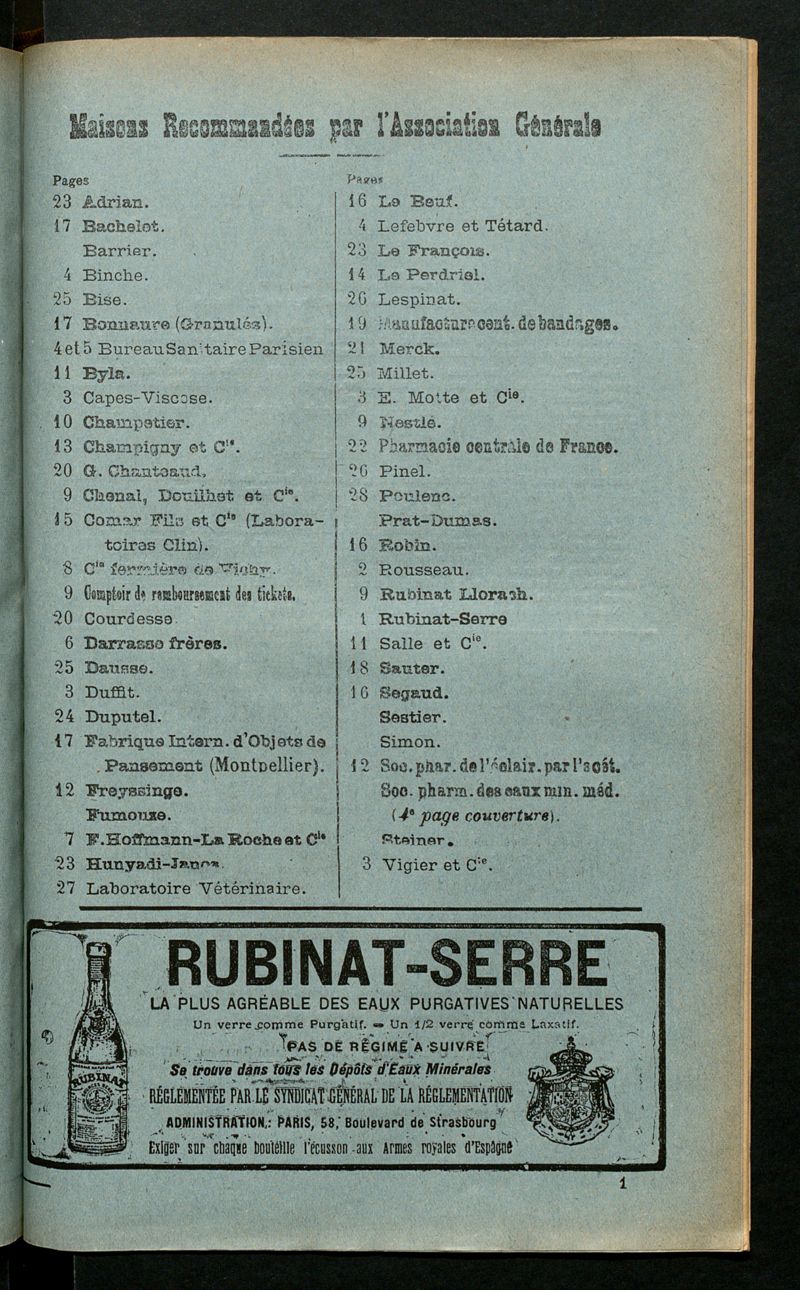 Maisons Recommandées par l'Association Générale
Pages
23 Adrian.
17 Bachelot.
Barrier.
4 Binche.
25 Bise.
17 Bonnaure (Granulés).
4 et 5 Bureau Sanitaire Parisien
11 Byla.
3 Capes-Viscose.
10 Champetier.
13 Champigny et Cie.
20 G. Chanteaud.
9 Chenal, Douilhet et Cie.
15 Comar Fils et Cie (Labora-
toires Clin).
8 Cie fermière de Vichy.
9 Comptoir de remboursement des tickets.
20 Courdesse
6 Darrasse frères.
25 Dausse.
3 Duffit.
24 Duputel.
17 Fabrique Intern. d'Objets de
Pansement (Montpellier).
12 Freyssinge.
Fumouze.
7 F. Hoffmann-La Roche et Cie
23 Hunyadi-Janos.
27 Laboratoire Vétérinaire.
Pages
16 Le Beuf.
4 Lefebvre et Tétard.
23 Le François.
14 Le Perdriel.
26 Lespinat.
19 Manufacture cent. de bandages.
21 Merck.
25 Millet.
3 E. Motte et Cie.
9 Nestlé.
22 Pharmacie centrale de France.
26 Pinel.
28 Poulenc.
Prat-Dumas.
16 Robin.
2 Rousseau.
9 Rubinat Llorach.
1 Rubinat-Serre
11 Salle et Cie.
18 Sauter.
16 Segaud.
Sestier.
Simon.
12 Soc. phar. de l'éclair. par l'acét.
Soc. pharm. des eaux min. méd.
(4e page couverture).
Steiner.
3 Vigier et Cie.
RUBINAT-SERRE
LA PLUS AGRÉABLE DES EAUX PURGATIVES NATURELLES
Un verre comme Purgatif. — Un 1/2 verre comme Laxatif.
PAS DE RÉGIME A SUIVRE
Se trouve dans tous les Dépôts d'Eaux Minérales
RÉGLEMENTÉE PAR LE SYNDICAT GÉNÉRAL DE LA RÉGLEMENTATION
ADMINISTRATION : PARIS, 58, Boulevard de Strasbourg
Exiger sur chaque bouteille l'écusson aux Armes royales d'Espagne
RUBINAT
1